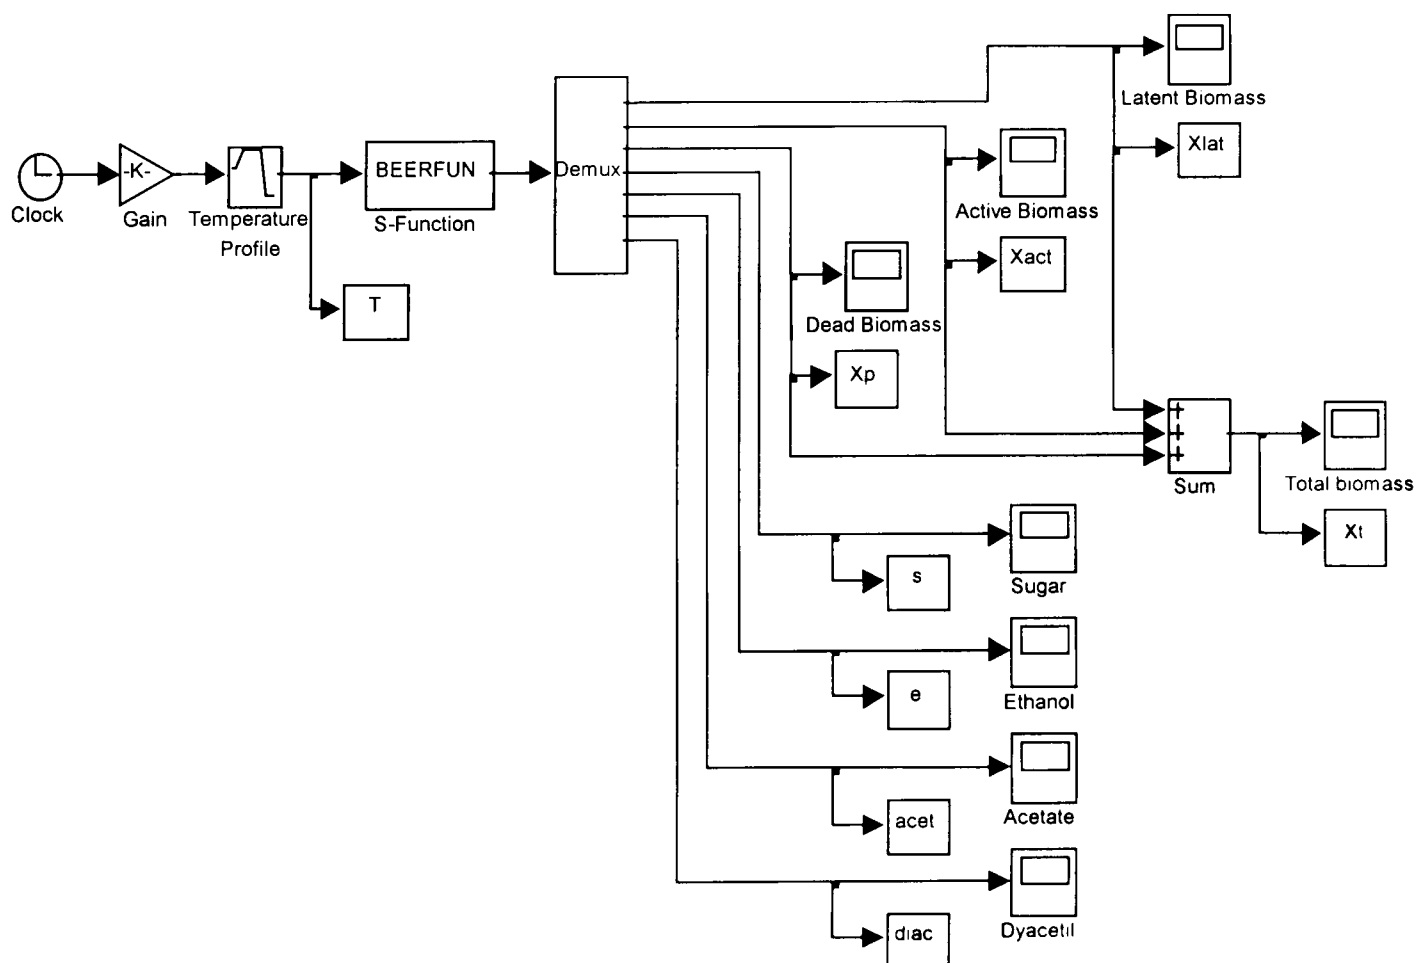 Latent Biomass
Xlat
Clock
-K-
Gain
Temperature
Profile
BEERFUN
S-Function
Demux
T
Active Biomass
Xact
Dead Biomass
Xp
+
+
+
Sum
Total biomass
Xt
s
Sugar
e
Ethanol
acet
Acetate
diac
Dyacetil